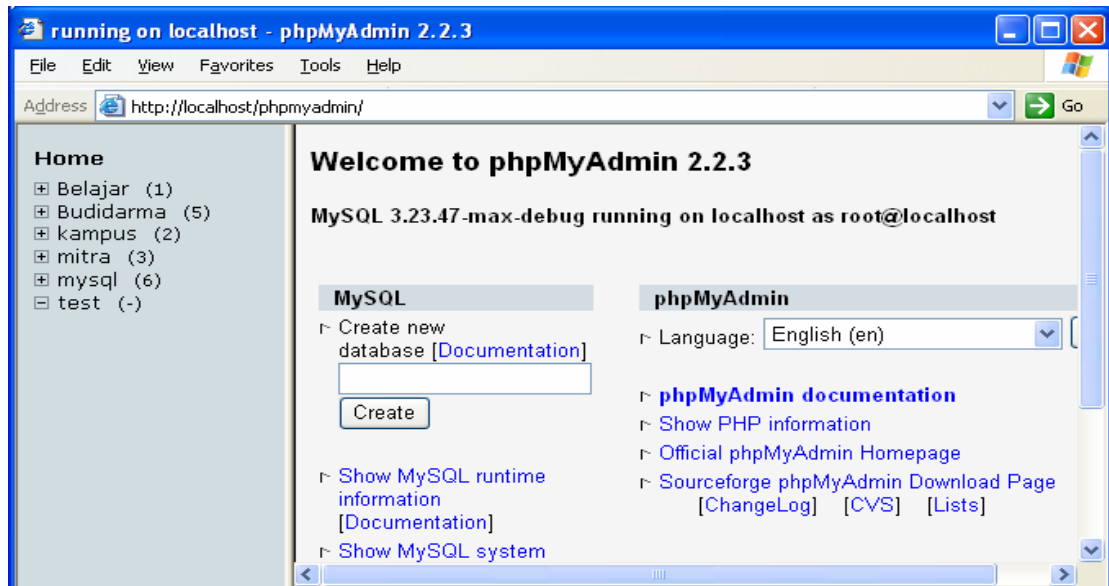 running on localhost - phpMyAdmin 2.2.3
File Edit View Favorites Tools Help
Address http://localhost/phpmyadmin/ Go
Home
Belajar (1)
Budidarma (5)
kampus (2)
mitra (3)
mysql (6)
test (-)
Welcome to phpMyAdmin 2.2.3
MySQL 3.23.47-max-debug running on localhost as root@localhost
MySQL
Create new
database [Documentation]
Create
Show MySQL runtime
information
[Documentation]
Show MySQL system
phpMyAdmin
Language: English (en)
phpMyAdmin documentation
Show PHP information
Official phpMyAdmin Homepage
Sourceforge phpMyAdmin Download Page
[ChangeLog] [CVS] [Lists]